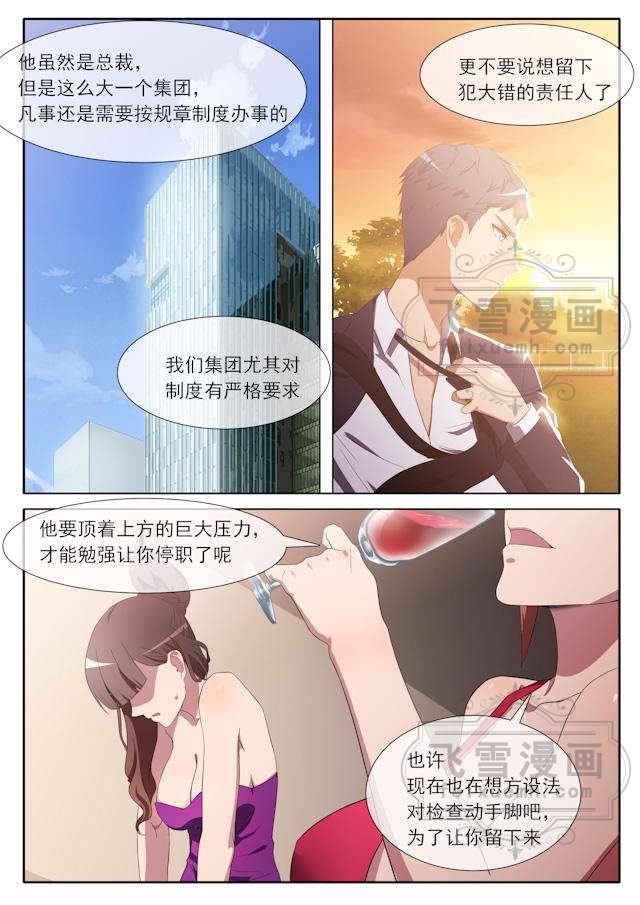 他虽然是总裁，
但是这么大一个集团，
凡事还是需要按规章制度办事的
我们集团尤其对
制度有严格要求
更不要说想留下
犯大错的责任人了
飞雪漫画
feixuemh.com
他要顶着上方的巨大压力，
才能勉强让你停职了呢
飞雪漫画
feixuemh.com
也许
现在也在想方设法
对检查动手脚吧，
为了让你留下来